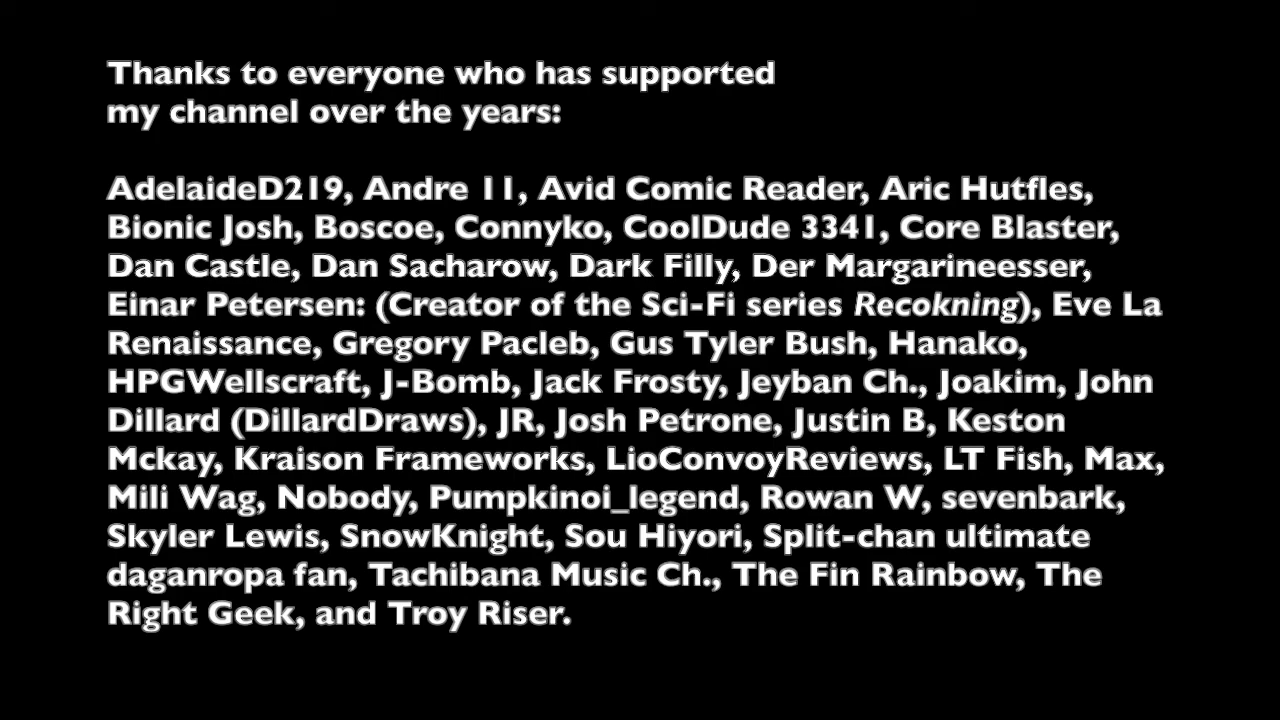 Thanks to everyone who has supported
my channel over the years:
AdelaideD219, Andre 11, Avid Comic Reader, Aric Hutfles,
Bionic Josh, Boscoe, Connyko, CoolDude 3341, Core Blaster,
Dan Castle, Dan Sacharow, Dark Filly, Der Margarineesser,
Einar Petersen: (Creator of the Sci-Fi series Recokning), Eve La
Renaissance, Gregory Pacleb, Gus Tyler Bush, Hanako,
HPGWellscraft, J-Bomb, Jack Frosty, Jeyban Ch., Joakim, John
Dillard (DillardDraws), JR, Josh Petrone, Justin B, Keston
Mckay, Kraison Frameworks, LioConvoyReviews, LT Fish, Max,
Mili Wag, Nobody, Pumpkinoi_legend, Rowan W, sevenbark,
Skyler Lewis, SnowKnight, Sou Hiyori, Split-chan ultimate
daganropa fan, Tachibana Music Ch., The Fin Rainbow, The
Right Geek, and Troy Riser.